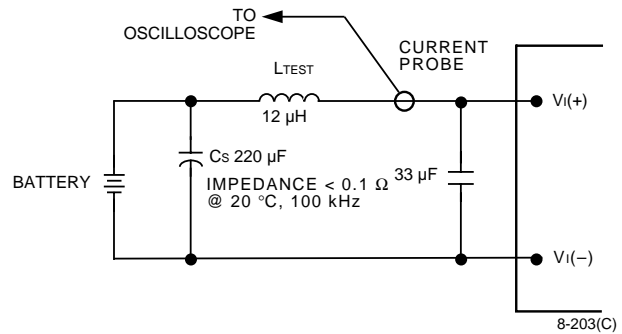 TO
OSCILLOSCOPE
CURRENT
PROBE
LTEST
12 µH
VI(+)
CS 220 µF
33 µF
BATTERY
IMPEDANCE < 0.1 Ω
@ 20 °C, 100 kHz
VI(–)
8-203(C)